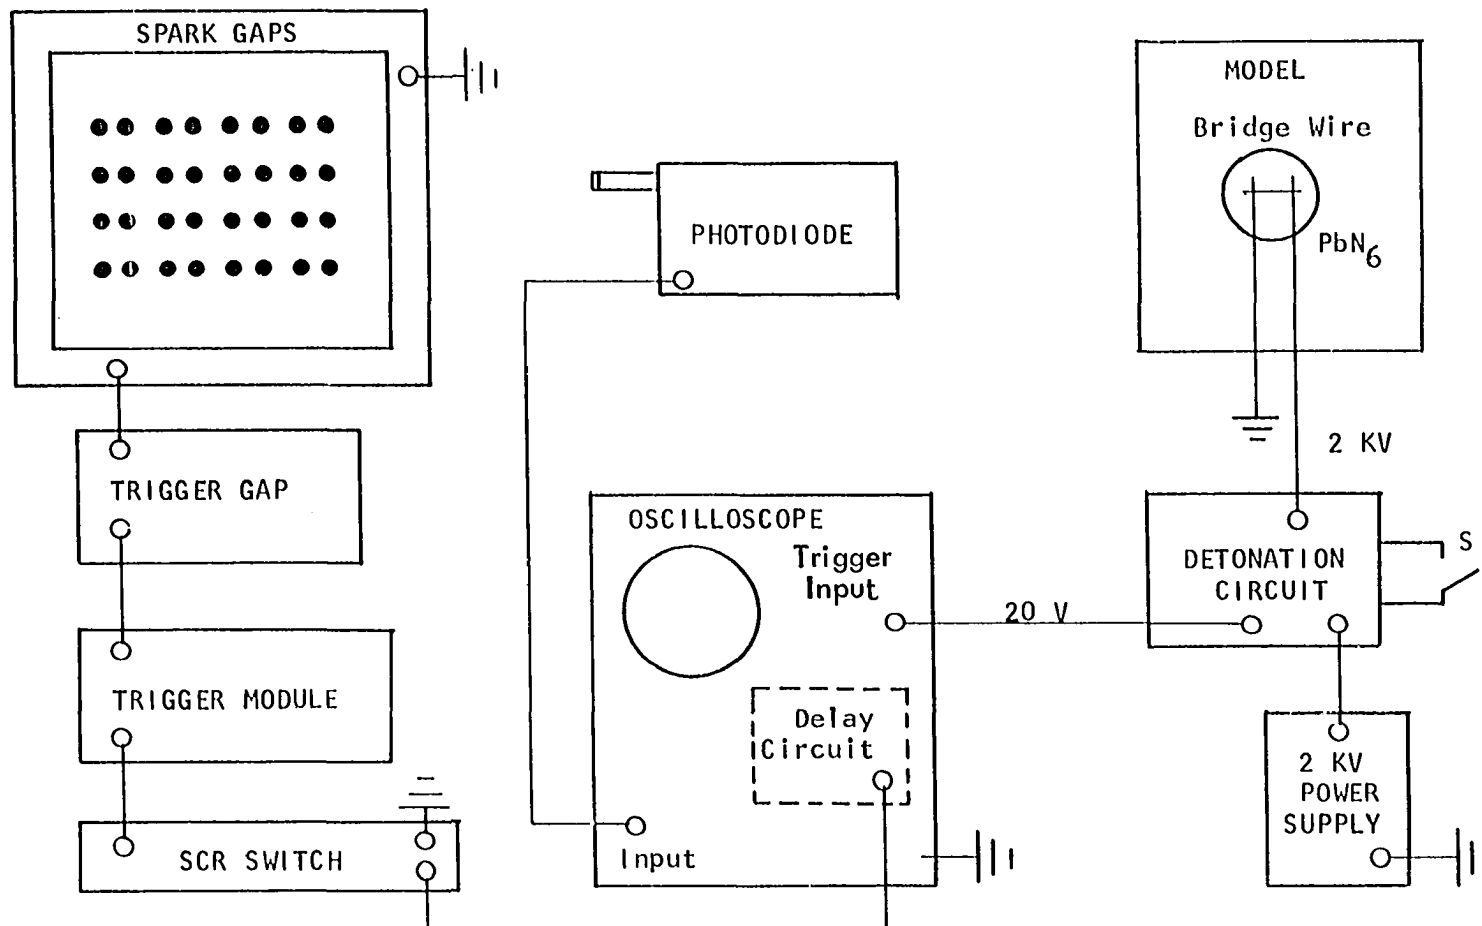 SPARK GAPS
MODEL
Bridge Wire
PbN6
PHOTODIODE
2 KV
TRIGGER GAP
OSCILLOSCOPE
Trigger
Input
20 V
DETONATION
CIRCUIT
S
TRIGGER MODULE
Delay
Circuit
2 KV
POWER
SUPPLY
SCR SWITCH
Input